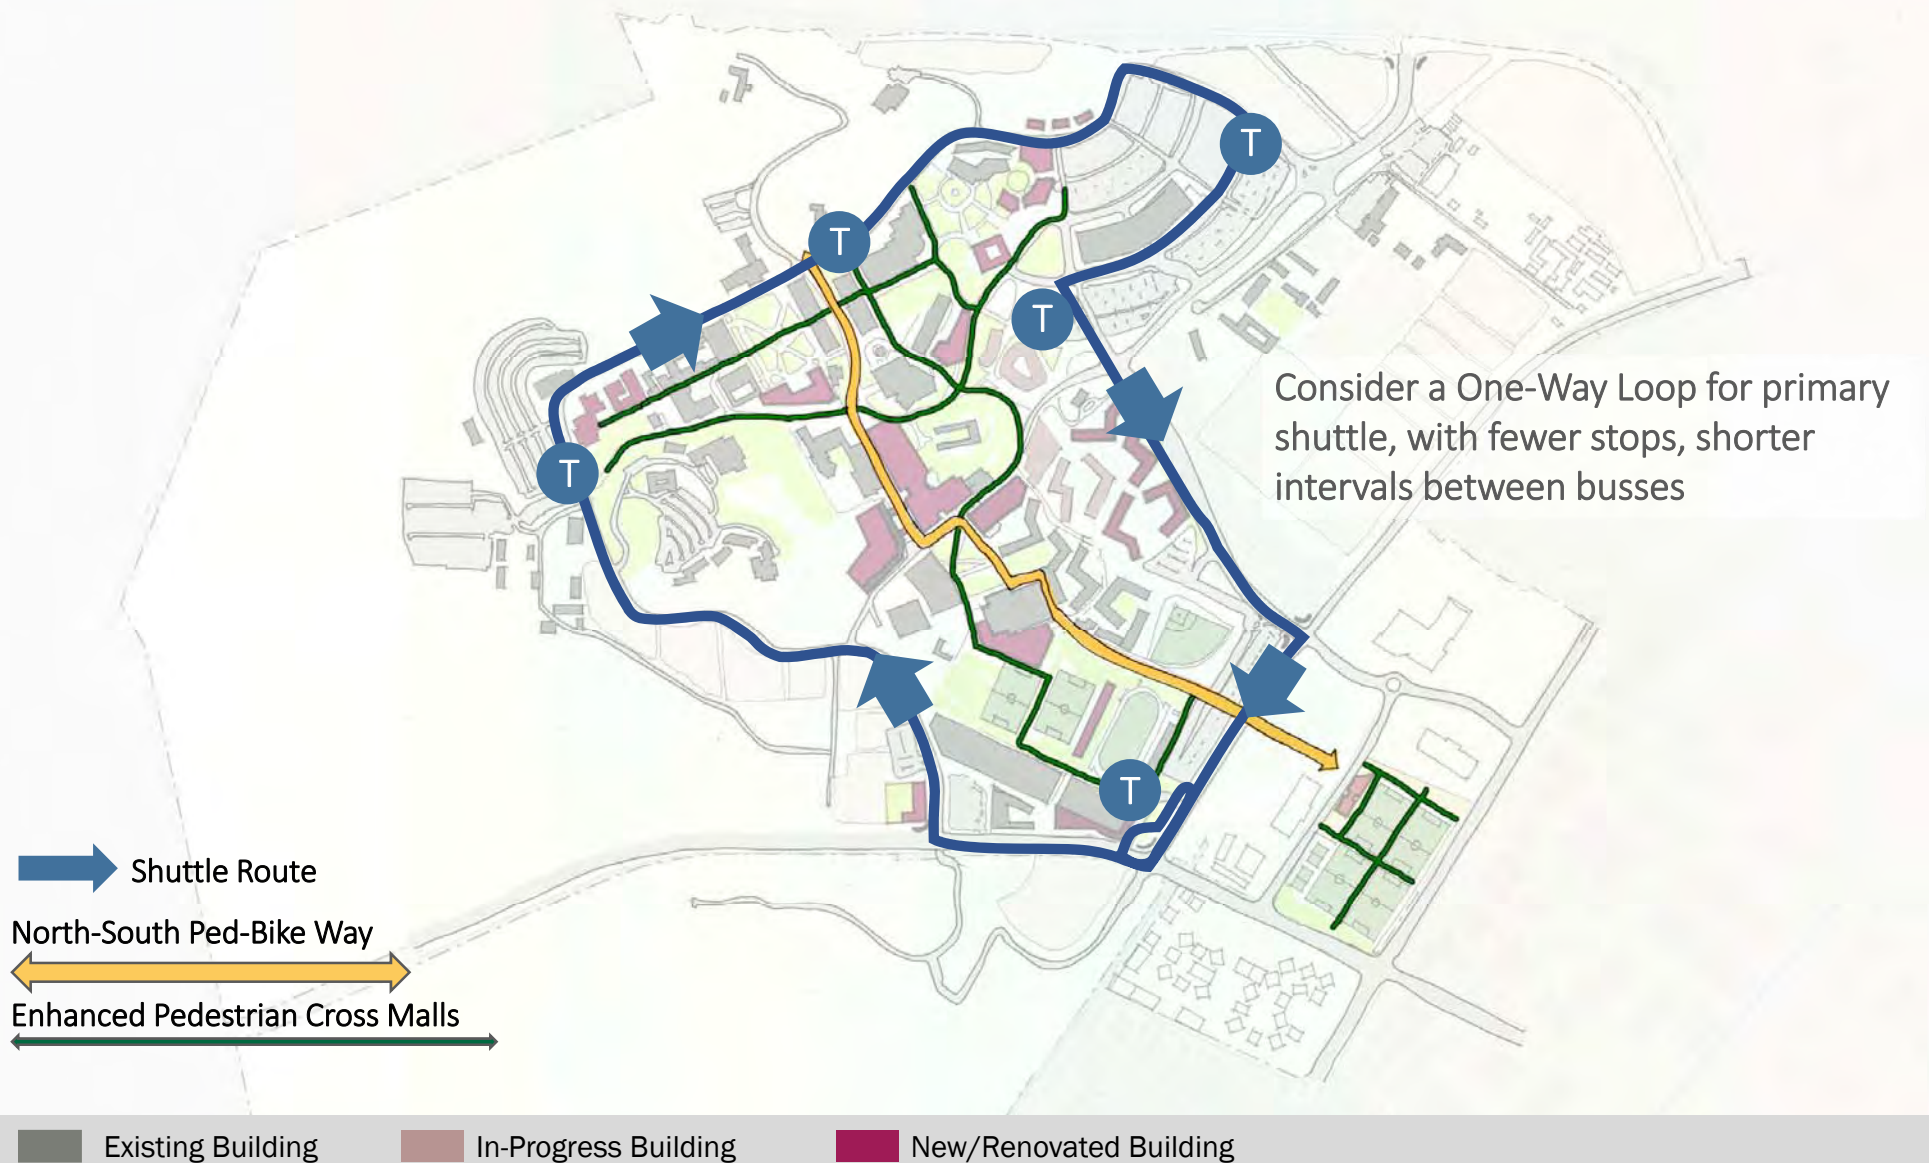 T
T
T
Consider a One-Way Loop for primary
shuttle, with fewer stops, shorter
intervals between busses
T
T
Shuttle Route
North-South Ped-Bike Way
Enhanced Pedestrian Cross Malls
Existing Building
In-Progress Building
New/Renovated Building